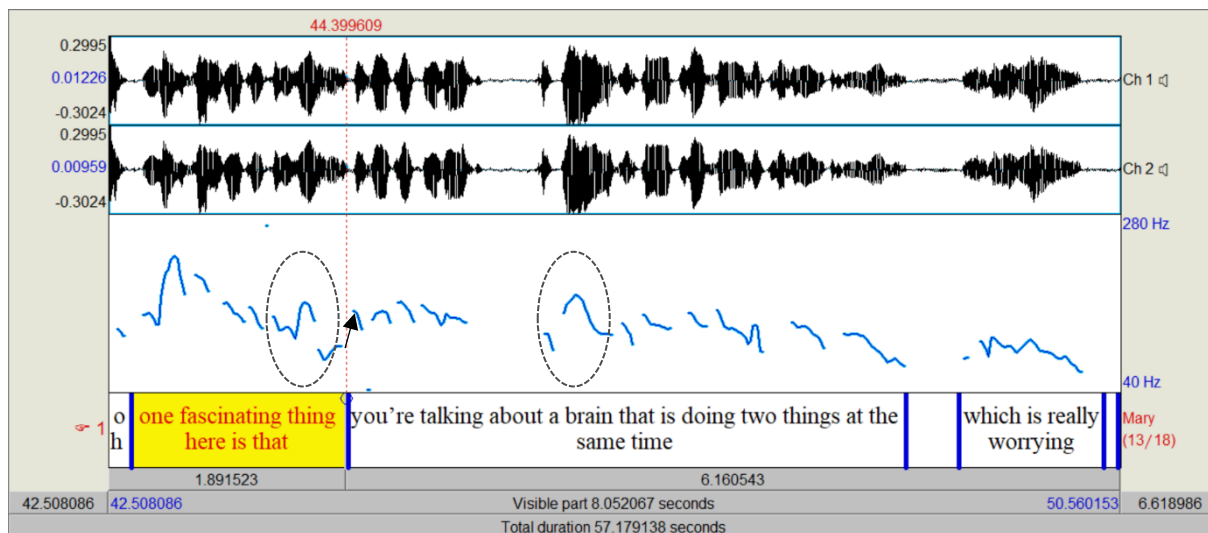 44.399609
0.2995
0.01226
-0.3024
Ch 1
0.2995
0.00959
-0.3024
Ch 2
280 Hz
40 Hz
1
o
h
one fascinating thing
here is that
you're talking about a brain that is doing two things at the
same time
which is really
worrying
Mary
(13/18)
1.891523
6.160543
42.508086
42.508086
Visible part 8.052067 seconds
50.560153
6.618986
Total duration 57.179138 seconds